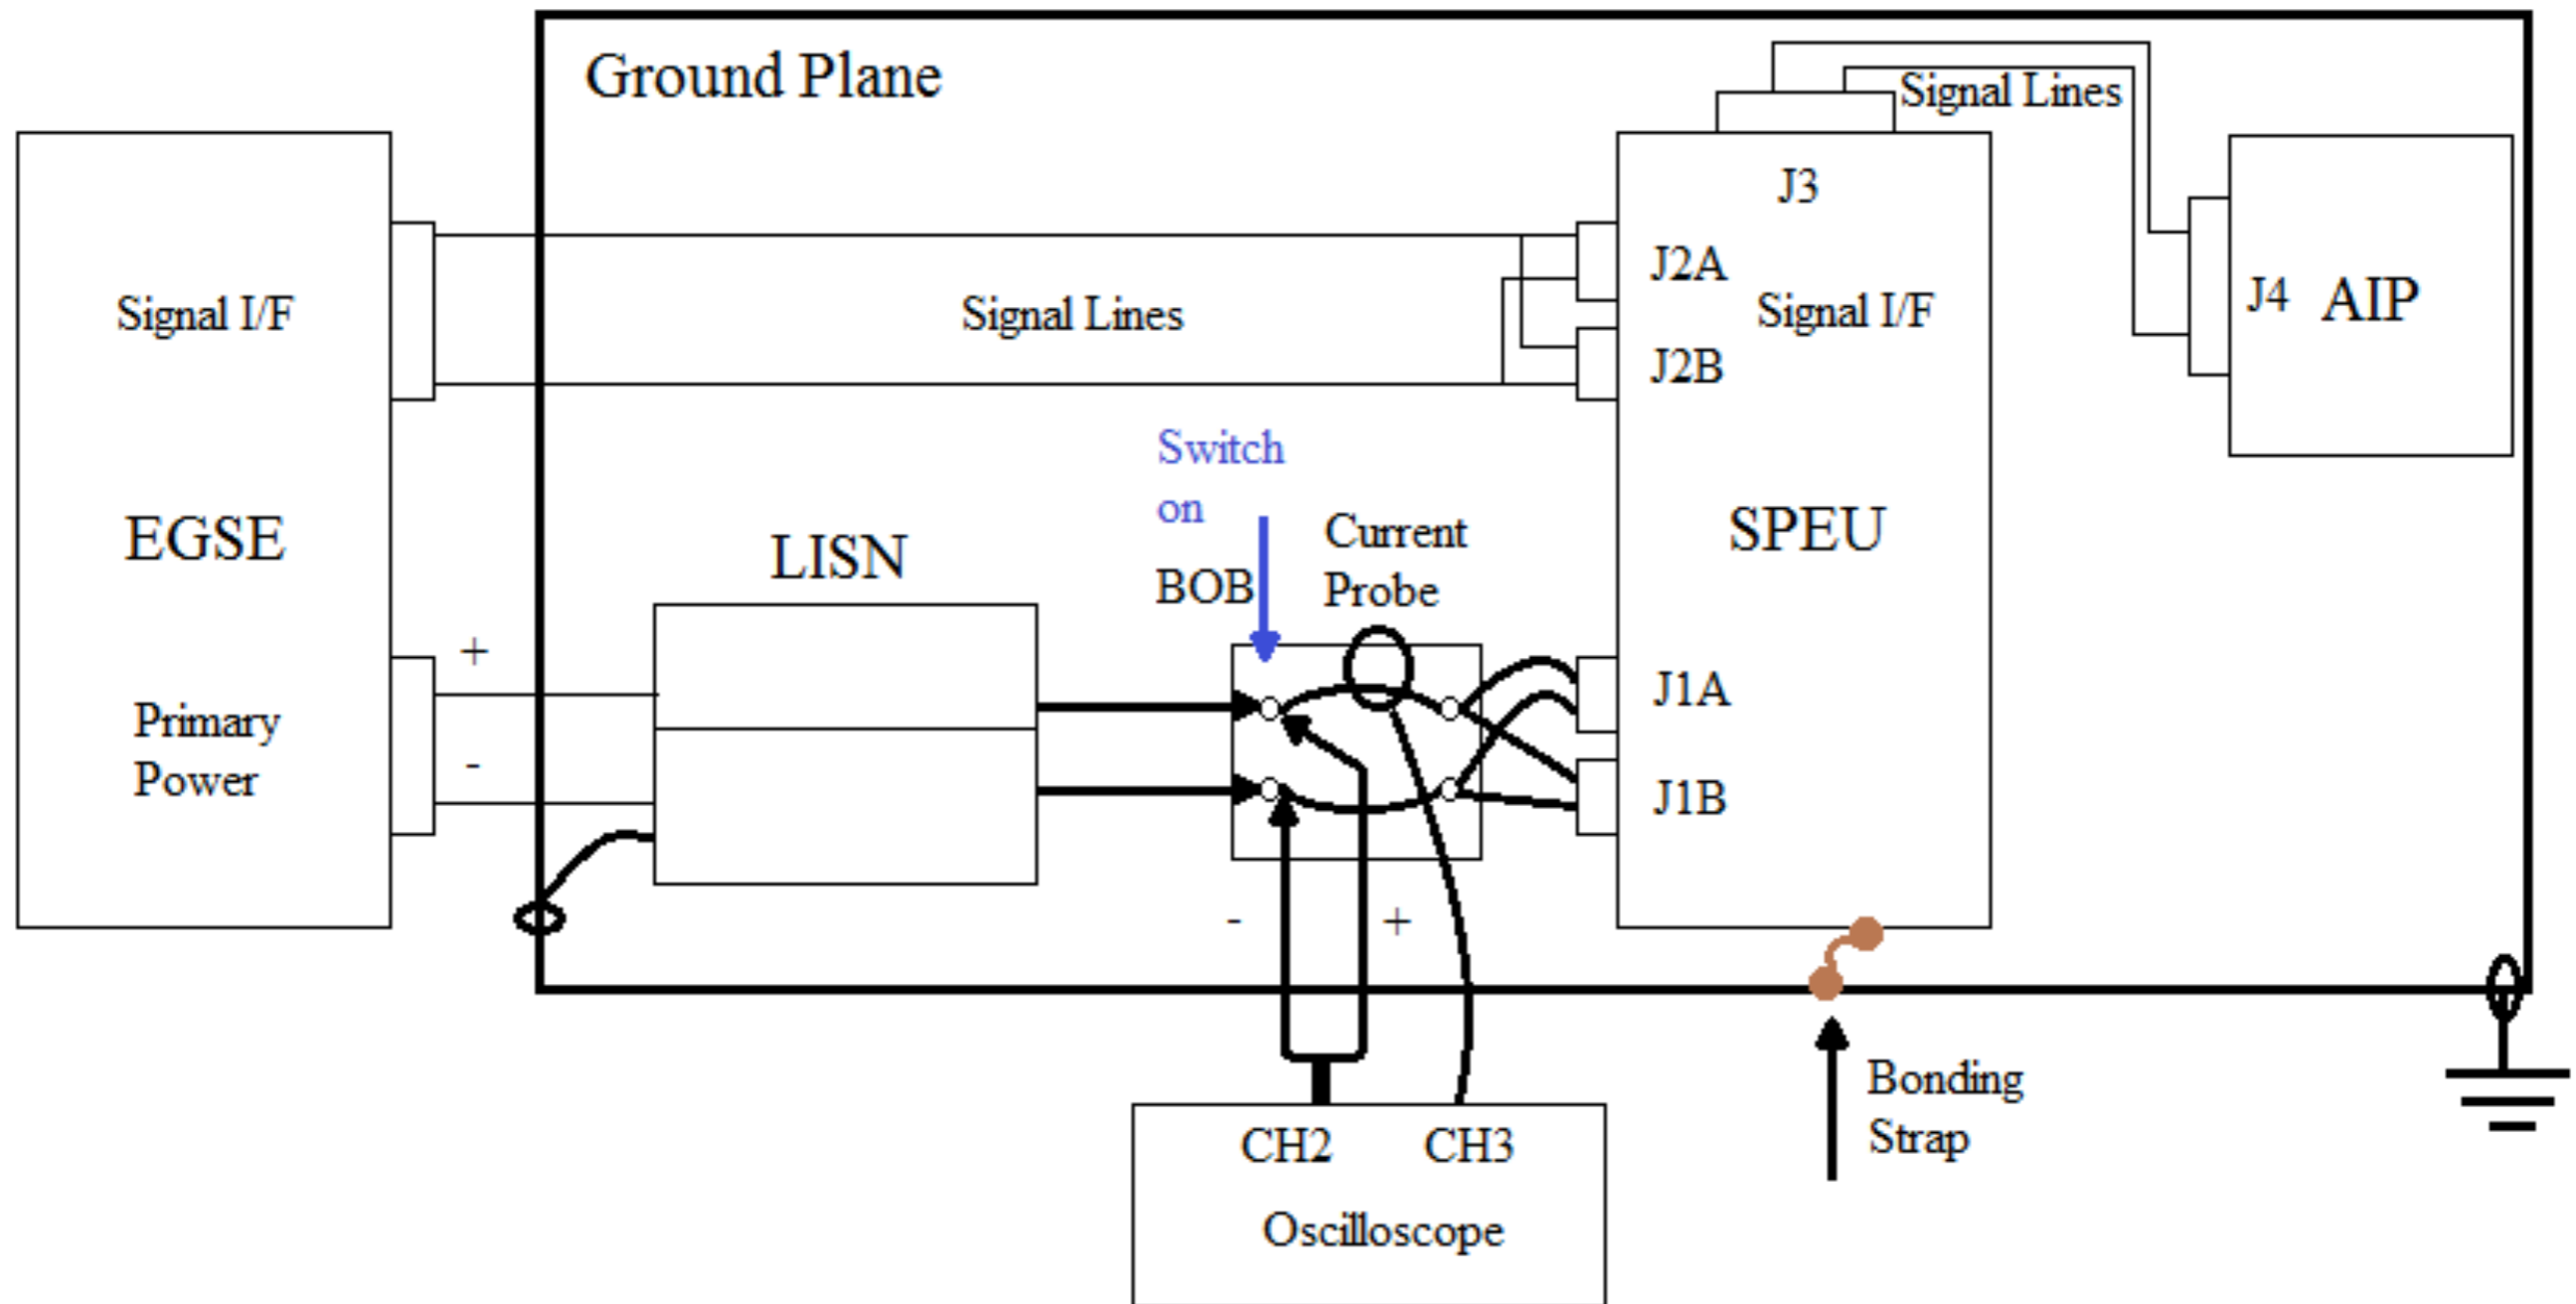 Ground Plane
Signal Lines
J3
J2A
Signal I/F
Signal Lines
Signal I/F
J4 AIP
J2B
Switch
on
EGSE
LISN
Current
Probe
BOB
SPEU
+
Primary
Power
-
J1A
J1B
-
+
Bonding
Strap
CH2
CH3
Oscilloscope